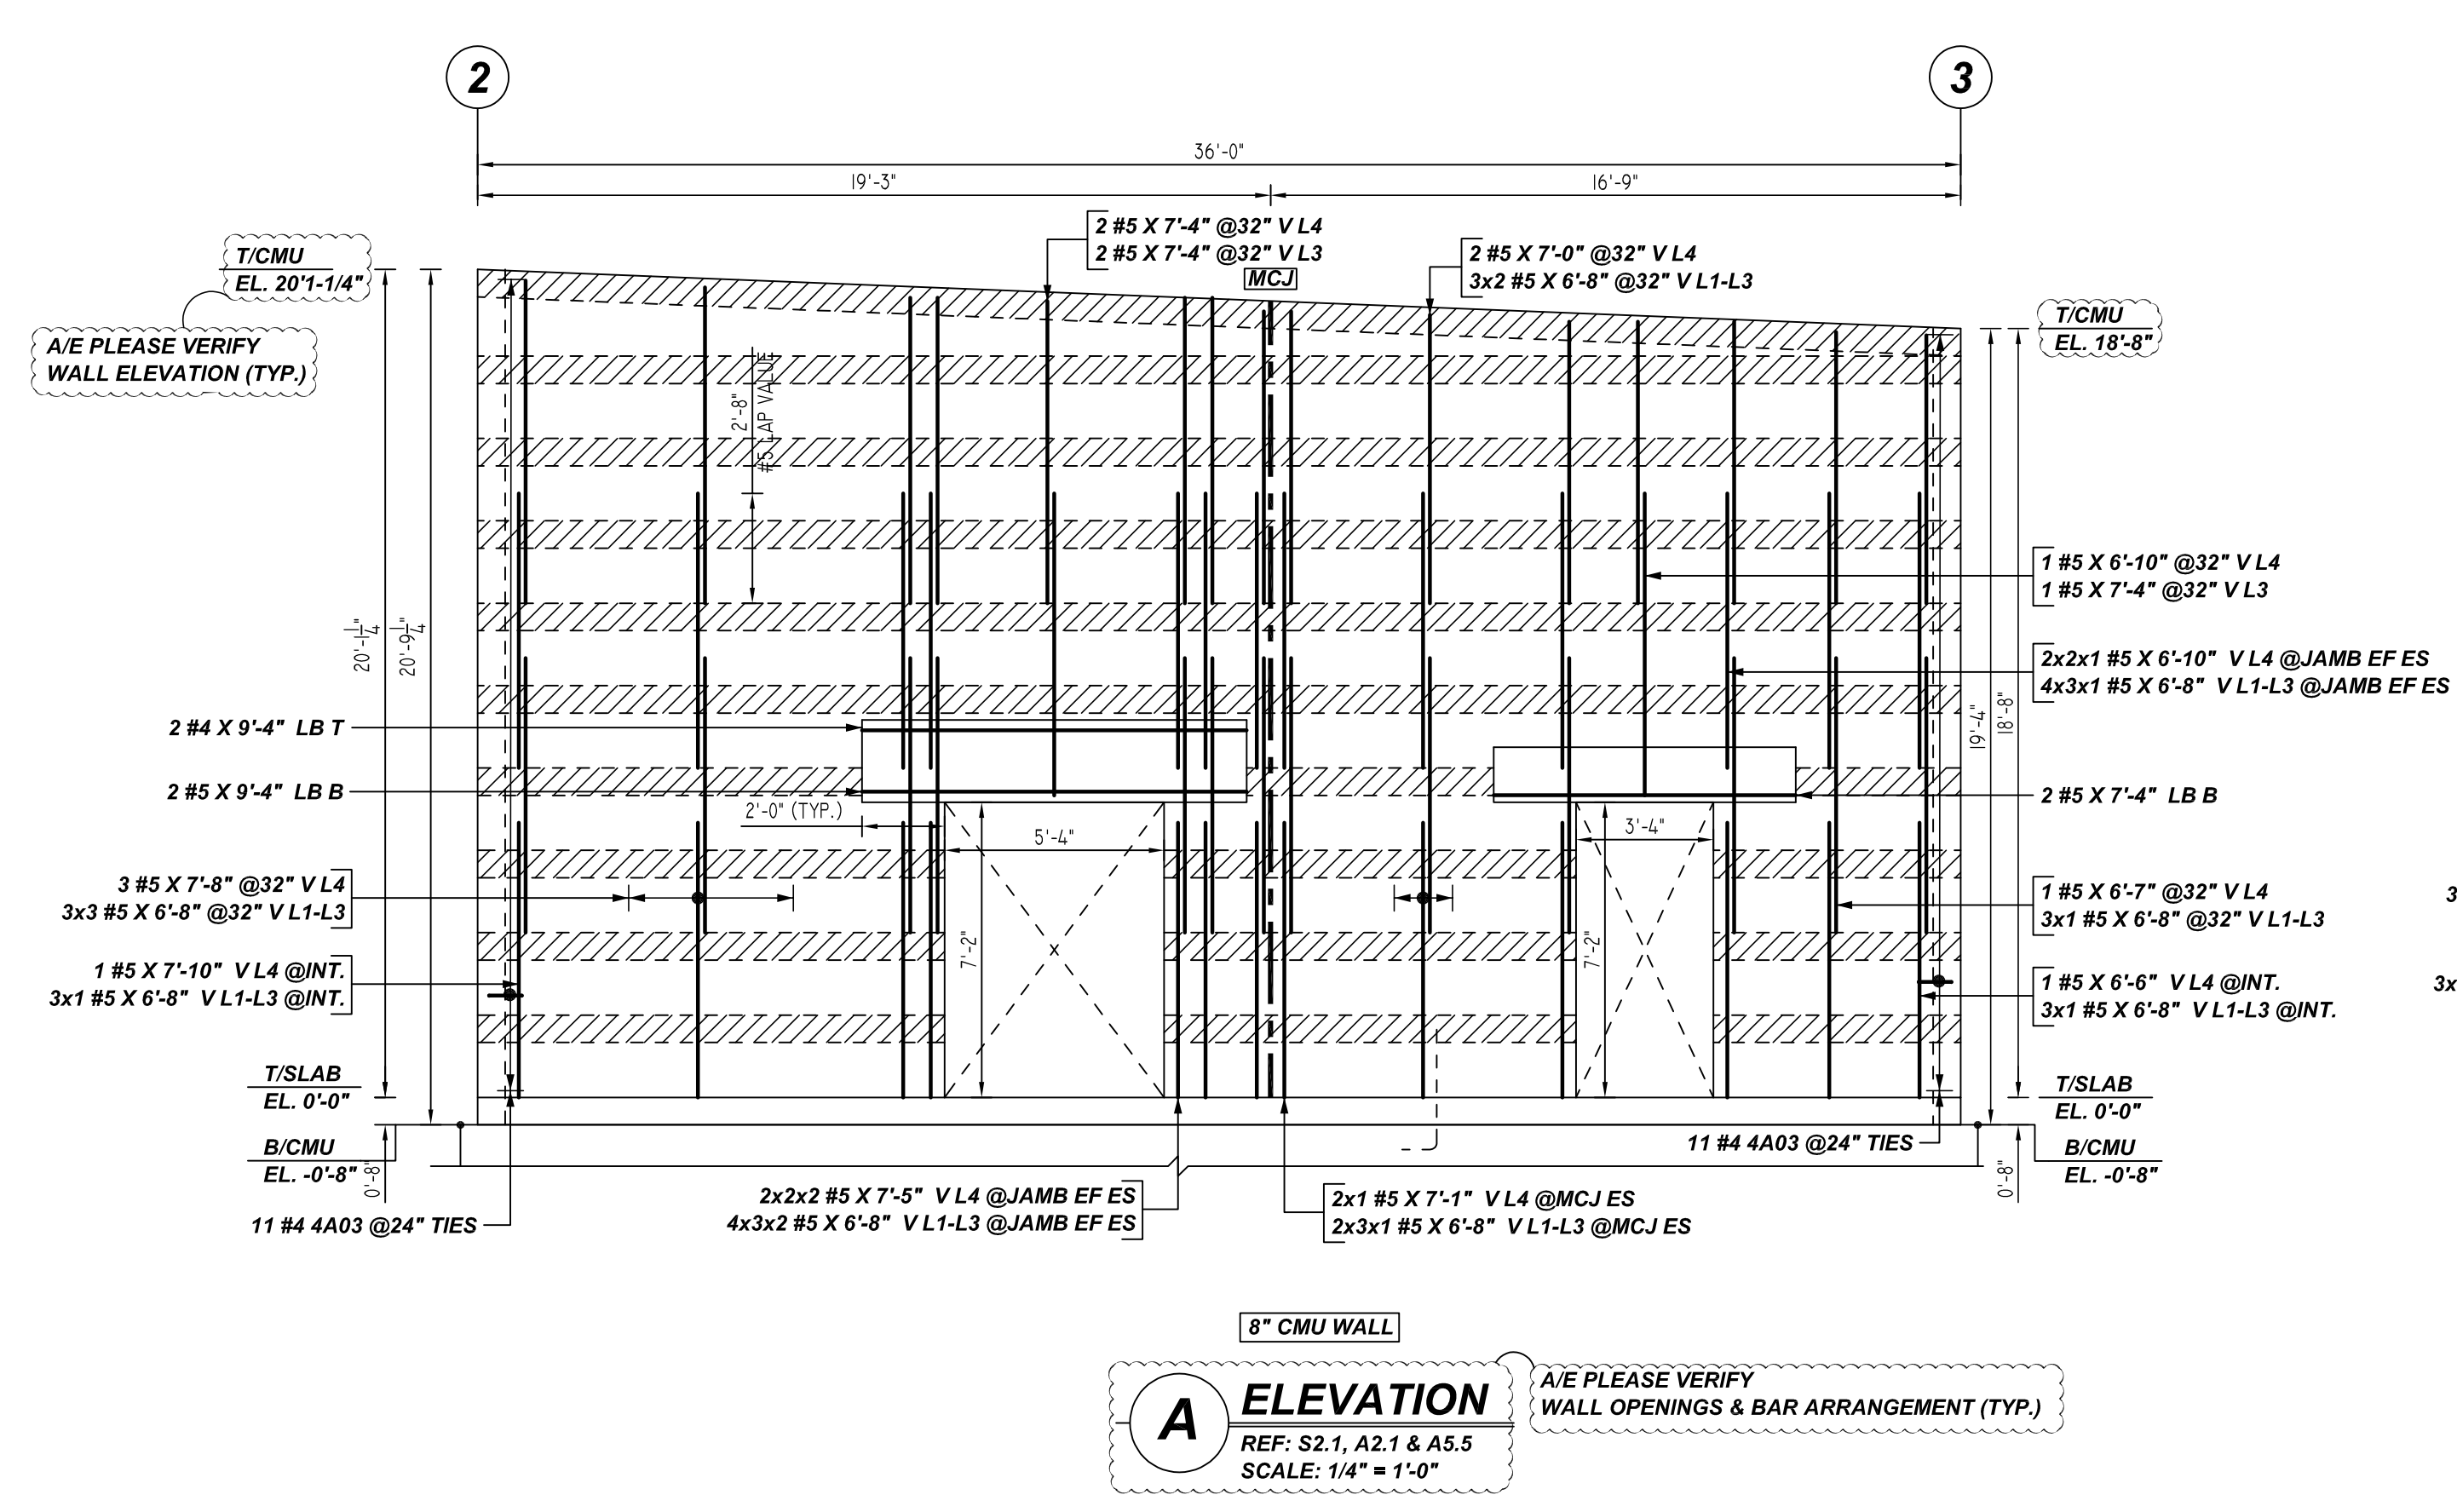 2
3
36'-0"
19'-3"
16'-9"
T/CMU
EL. 20'1-1/4"
A/E PLEASE VERIFY
WALL ELEVATION (TYP.)
2 #5 X 7'-4" @32" V L4
2 #5 X 7'-4" @32" V L3
MCJ
2 #5 X 7'-0" @32" V L4
3x2 #5 X 6'-8" @32" V L1-L3
T/CMU
EL. 18'-8"
2'-8"
#5 LAP VALUE
20'-1 1/4"
20'-9 1/4"
1 #5 X 6'-10" @32" V L4
1 #5 X 7'-4" @32" V L3
2x2x1 #5 X 6'-10" V L4 @JAMB EF ES
4x3x1 #5 X 6'-8" V L1-L3 @JAMB EF ES
19'-4"
18'-8"
2 #4 X 9'-4" LB T
2 #5 X 9'-4" LB B
2'-0" (TYP.)
5'-4"
3'-4"
2 #5 X 7'-4" LB B
3 #5 X 7'-8" @32" V L4
3x3 #5 X 6'-8" @32" V L1-L3
7'-2"
7'-2"
1 #5 X 6'-7" @32" V L4
3x1 #5 X 6'-8" @32" V L1-L3
3
1 #5 X 7'-10" V L4 @INT.
3x1 #5 X 6'-8" V L1-L3 @INT.
1 #5 X 6'-6" V L4 @INT.
3x1 #5 X 6'-8" V L1-L3 @INT.
3x
T/SLAB
EL. 0'-0"
B/CMU
EL. -0'-8"
0'-8"
T/SLAB
EL. 0'-0"
B/CMU
EL. -0'-8"
0'-8"
11 #4 4A03 @24" TIES
11 #4 4A03 @24" TIES
2x2x2 #5 X 7'-5" V L4 @JAMB EF ES
4x3x2 #5 X 6'-8" V L1-L3 @JAMB EF ES
2x1 #5 X 7'-1" V L4 @MCJ ES
2x3x1 #5 X 6'-8" V L1-L3 @MCJ ES
8" CMU WALL
A
ELEVATION
REF: S2.1, A2.1 & A5.5
SCALE: 1/4" = 1'-0"
A/E PLEASE VERIFY
WALL OPENINGS & BAR ARRANGEMENT (TYP.)